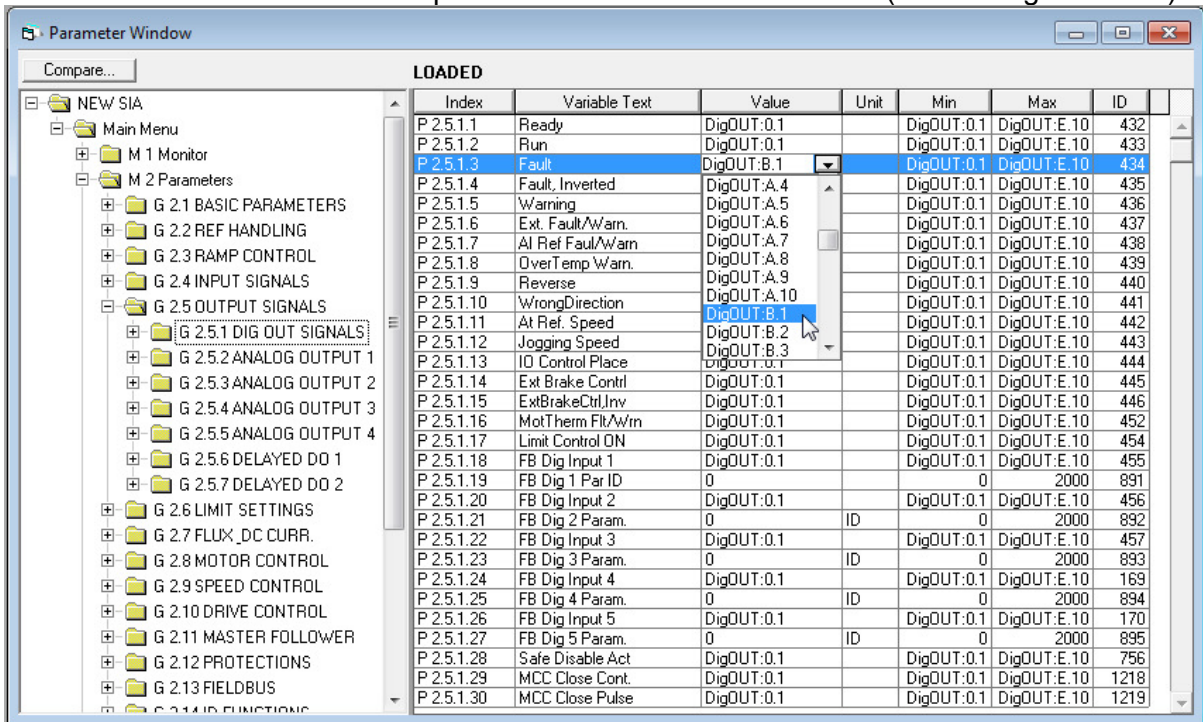 Parameter Window
Compare...
LOADED
NEW SIA
Main Menu
M 1 Monitor
M 2 Parameters
G 2.1 BASIC PARAMETERS
G 2.2 REF HANDLING
G 2.3 RAMP CONTROL
G 2.4 INPUT SIGNALS
G 2.5 OUTPUT SIGNALS
G 2.5.1 DIG OUT SIGNALS
G 2.5.2 ANALOG OUTPUT 1
G 2.5.3 ANALOG OUTPUT 2
G 2.5.4 ANALOG OUTPUT 3
G 2.5.5 ANALOG OUTPUT 4
G 2.5.6 DELAYED DO 1
G 2.5.7 DELAYED DO 2
G 2.6 LIMIT SETTINGS
G 2.7 FLUX_DC CURR.
G 2.8 MOTOR CONTROL
G 2.9 SPEED CONTROL
G 2.10 DRIVE CONTROL
G 2.11 MASTER FOLLOWER
G 2.12 PROTECTIONS
G 2.13 FIELDBUS
Index Variable Text Value Unit Min Max ID
P 2.5.1.1 Ready DigOUT:0.1 DigOUT:0.1 DigOUT:E.10 432
P 2.5.1.2 Run DigOUT:0.1 DigOUT:0.1 DigOUT:E.10 433
P 2.5.1.3 Fault DigOUT:B.1 DigOUT:0.1 DigOUT:E.10 434
P 2.5.1.4 Fault, Inverted DigOUT:A.4 DigOUT:0.1 DigOUT:E.10 435
P 2.5.1.5 Warning DigOUT:A.5 DigOUT:0.1 DigOUT:E.10 436
P 2.5.1.6 Ext. Fault/Warn. DigOUT:A.6 DigOUT:0.1 DigOUT:E.10 437
P 2.5.1.7 AI Ref Faul/Warn DigOUT:A.7 DigOUT:0.1 DigOUT:E.10 438
P 2.5.1.8 OverTemp Warn. DigOUT:A.8 DigOUT:0.1 DigOUT:E.10 439
P 2.5.1.9 Reverse DigOUT:A.9 DigOUT:0.1 DigOUT:E.10 440
P 2.5.1.10 WrongDirection DigOUT:A.10 DigOUT:0.1 DigOUT:E.10 441
P 2.5.1.11 At Ref. Speed DigOUT:B.1 DigOUT:0.1 DigOUT:E.10 442
P 2.5.1.12 Jogging Speed DigOUT:B.2 DigOUT:0.1 DigOUT:E.10 443
DigOUT:B.3
P 2.5.1.13 IO Control Place DigOUT:0.1 DigOUT:0.1 DigOUT:E.10 444
P 2.5.1.14 Ext Brake Contrl DigOUT:0.1 DigOUT:0.1 DigOUT:E.10 445
P 2.5.1.15 ExtBrakeCtrl,Inv DigOUT:0.1 DigOUT:0.1 DigOUT:E.10 446
P 2.5.1.16 MotTherm Flt/Wrn DigOUT:0.1 DigOUT:0.1 DigOUT:E.10 452
P 2.5.1.17 Limit Control ON DigOUT:0.1 DigOUT:0.1 DigOUT:E.10 454
P 2.5.1.18 FB Dig Input 1 DigOUT:0.1 DigOUT:0.1 DigOUT:E.10 455
P 2.5.1.19 FB Dig 1 Par ID 0 0 2000 891
P 2.5.1.20 FB Dig Input 2 DigOUT:0.1 DigOUT:0.1 DigOUT:E.10 456
P 2.5.1.21 FB Dig 2 Param. 0 ID 0 2000 892
P 2.5.1.22 FB Dig Input 3 DigOUT:0.1 DigOUT:0.1 DigOUT:E.10 457
P 2.5.1.23 FB Dig 3 Param. 0 ID 0 2000 893
P 2.5.1.24 FB Dig Input 4 DigOUT:0.1 DigOUT:0.1 DigOUT:E.10 169
P 2.5.1.25 FB Dig 4 Param. 0 ID 0 2000 894
P 2.5.1.26 FB Dig Input 5 DigOUT:0.1 DigOUT:0.1 DigOUT:E.10 170
P 2.5.1.27 FB Dig 5 Param. 0 ID 0 2000 895
P 2.5.1.28 Safe Disable Act DigOUT:0.1 DigOUT:0.1 DigOUT:E.10 756
P 2.5.1.29 MCC Close Cont. DigOUT:0.1 DigOUT:0.1 DigOUT:E.10 1218
P 2.5.1.30 MCC Close Pulse DigOUT:0.1 DigOUT:0.1 DigOUT:E.10 1219